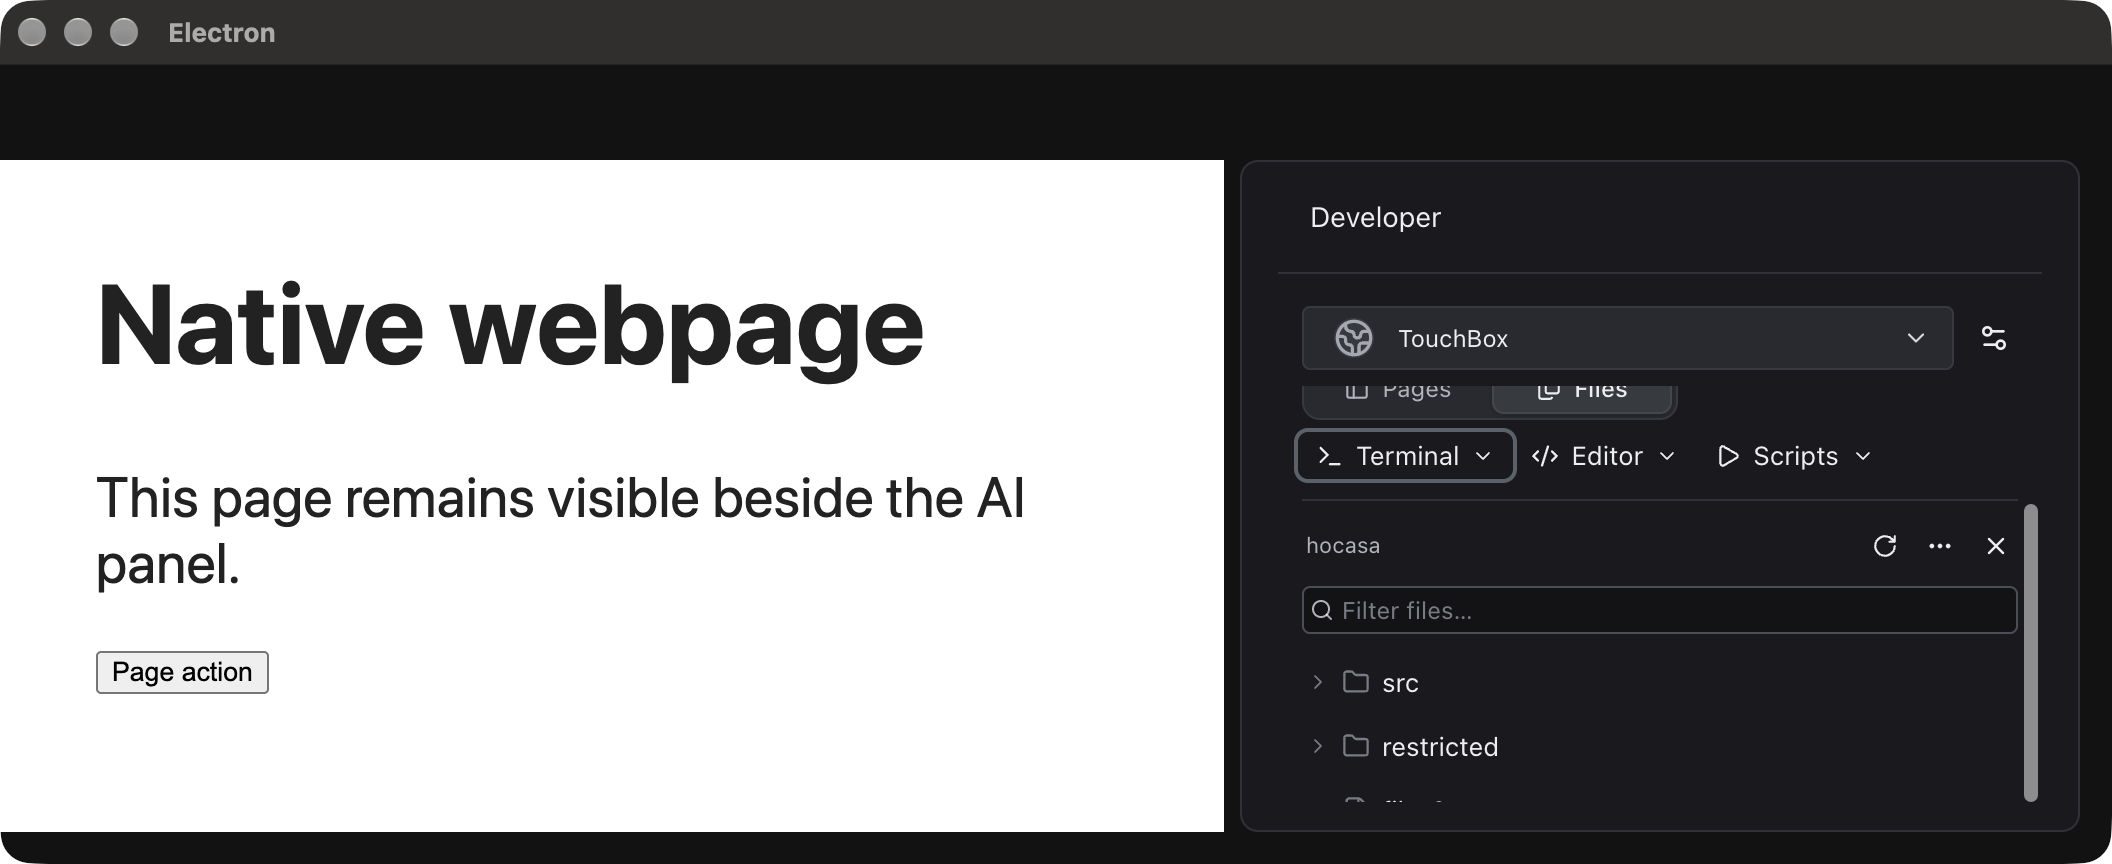 Electron
Native webpage
This page remains visible beside the AI
panel.
Page action
Developer
TouchBox
Pages Files
Terminal Editor Scripts
hocasa
Filter files...
src
restricted